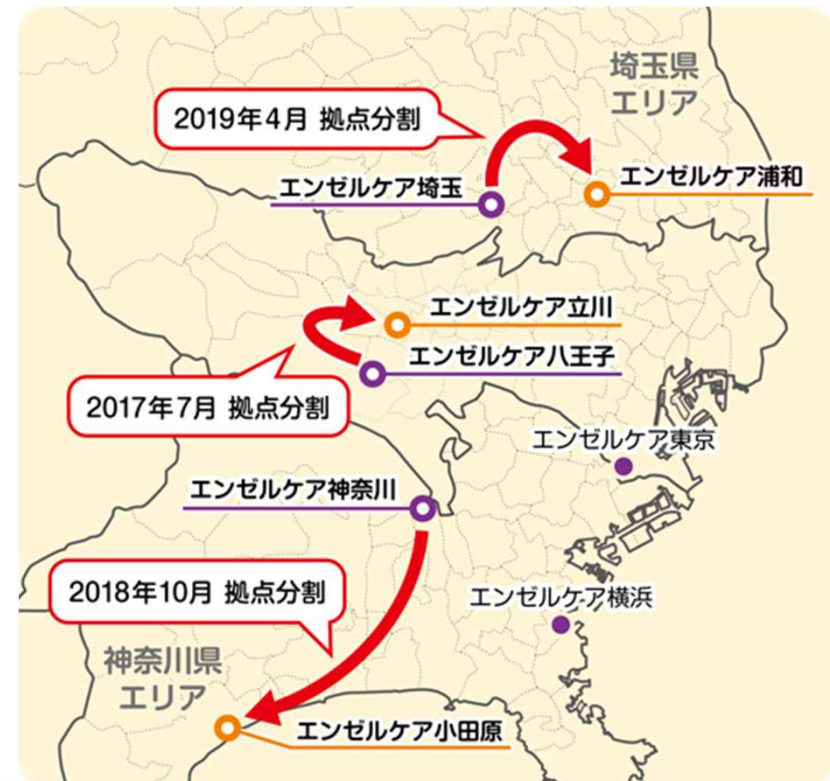 埼玉県
エリア
2019年4月 拠点分割
エンゼルケア埼玉
エンゼルケア浦和
エンゼルケア立川
エンゼルケア八王子
2017年7月 拠点分割
エンゼルケア東京
エンゼルケア神奈川
2018年10月 拠点分割
エンゼルケア横浜
神奈川県
エリア
エンゼルケア小田原